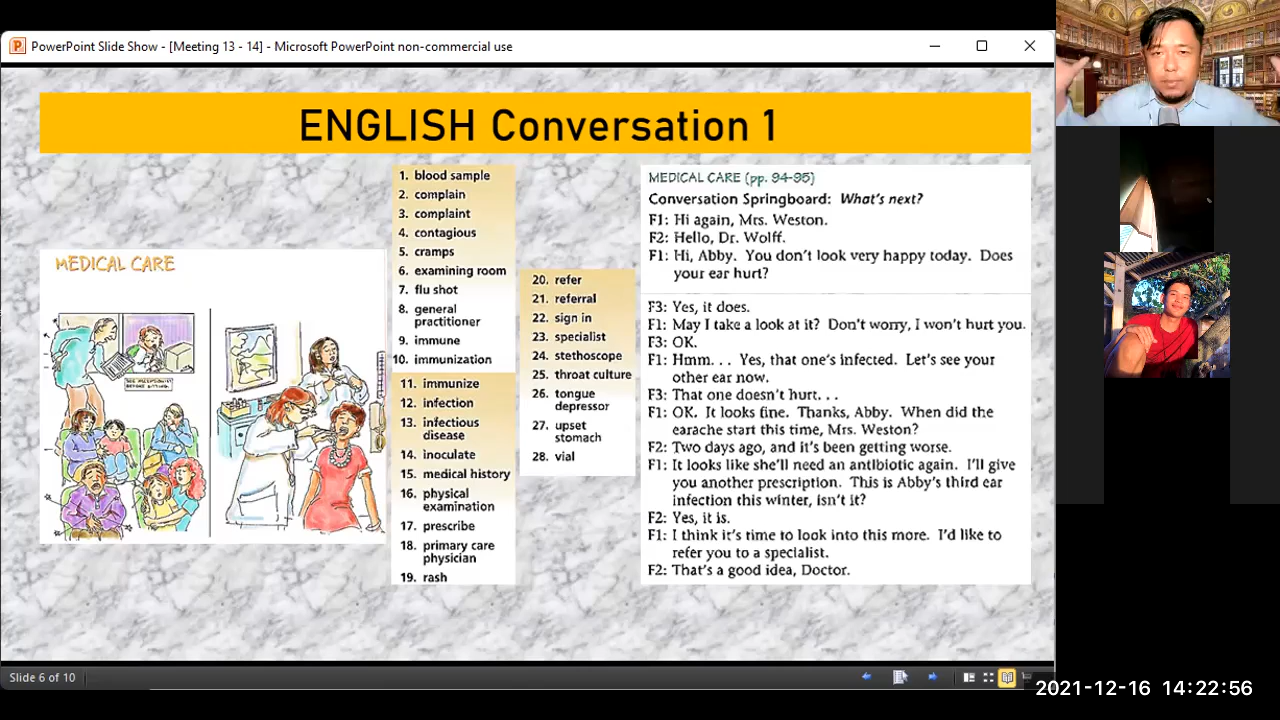 PowerPoint Slide Show - [Meeting 13 - 14] - Microsoft PowerPoint non-commercial use
ENGLISH Conversation 1
MEDICAL CARE
SEE RECEPTIONIST
BEFORE SITTING.
1. blood sample
2. complain
3. complaint
4. contagious
5. cramps
6. examining room
7. flu shot
8. general
practitioner
9. immune
10. immunization
11. immunize
12. infection
13. infectious
disease
14. inoculate
15. medical history
16. physical
examination
17. prescribe
18. primary care
physician
19. rash
20. refer
21. referral
22. sign in
23. specialist
24. stethoscope
25. throat culture
26. tongue
depressor
27. upset
stomach
28. vial
MEDICAL CARE (pp. 94-95)
Conversation Springboard: What's next?
F1: Hi again, Mrs. Weston.
F2: Hello, Dr. Wolff.
F1: Hi, Abby. You don't look very happy today. Does
your ear hurt?
F3: Yes, it does.
F1: May I take a look at it? Don't worry, I won't hurt you.
F3: OK.
F1: Hmm. . . Yes, that one's infected. Let's see your
other ear now.
F3: That one doesn't hurt. . .
F1: OK. It looks fine. Thanks, Abby. When did the
earache start this time, Mrs. Weston?
F2: Two days ago, and it's been getting worse.
F1: It looks like she'll need an antibiotic again. I'll give
you another prescription. This is Abby's third ear
infection this winter, isn't it?
F2: Yes, it is.
F1: I think it's time to look into this more. I'd like to
refer you to a specialist.
F2: That's a good idea, Doctor.
Slide 6 of 10
2021-12-16 14:22:56